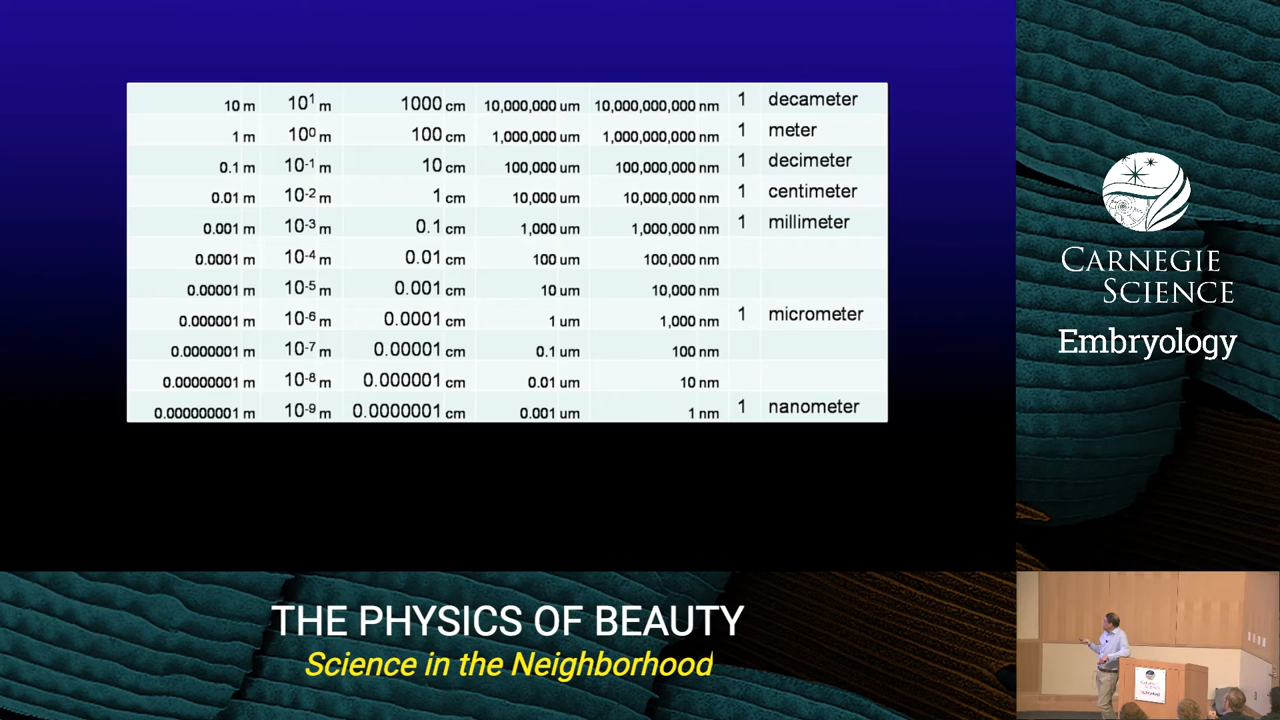 10 m 10¹ m 1000 cm 10,000,000 um 10,000,000,000 nm 1 decameter
1 m 10⁰ m 100 cm 1,000,000 um 1,000,000,000 nm 1 meter
0.1 m 10⁻¹ m 10 cm 100,000 um 100,000,000 nm 1 decimeter
0.01 m 10⁻² m 1 cm 10,000 um 10,000,000 nm 1 centimeter
0.001 m 10⁻³ m 0.1 cm 1,000 um 1,000,000 nm 1 millimeter
0.0001 m 10⁻⁴ m 0.01 cm 100 um 100,000 nm
0.00001 m 10⁻⁵ m 0.001 cm 10 um 10,000 nm
0.000001 m 10⁻⁶ m 0.0001 cm 1 um 1,000 nm 1 micrometer
0.0000001 m 10⁻⁷ m 0.00001 cm 0.1 um 100 nm
0.00000001 m 10⁻⁸ m 0.000001 cm 0.01 um 10 nm
0.000000001 m 10⁻⁹ m 0.0000001 cm 0.001 um 1 nm 1 nanometer
CARNEGIE
SCIENCE
Embryology
THE PHYSICS OF BEAUTY
Science in the Neighborhood